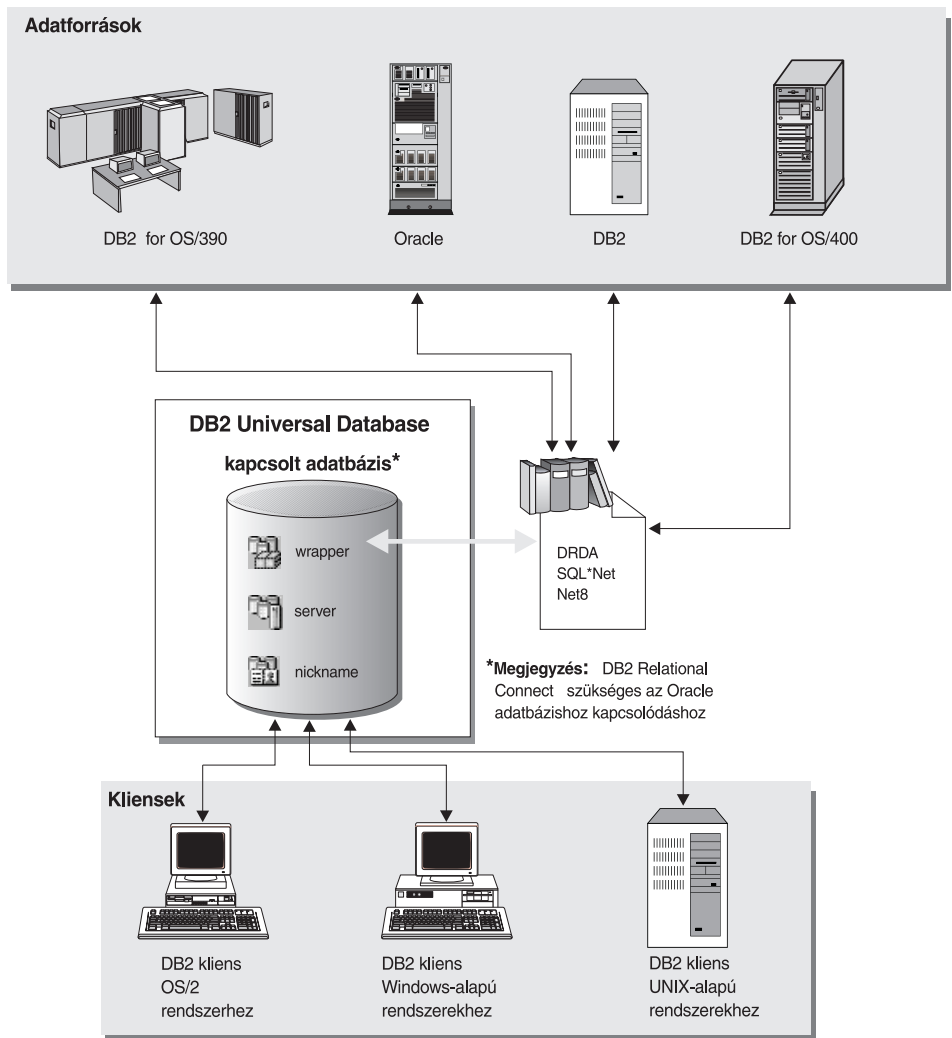 Adatforrások
DB2 for OS/390
Oracle
DB2
DB2 for OS/400
DB2 Universal Database
kapcsolt adatbázis*
wrapper
server
nickname
DRDA
SQL*Net
Net8
*Megjegyzés: DB2 Relational
Connect szükséges az Oracle
adatbázishoz kapcsolódáshoz
Kliensek
DB2 kliens
OS/2
rendszerhez
DB2 kliens
Windows-alapú
rendszerekhez
DB2 kliens
UNIX-alapú
rendszerekhez